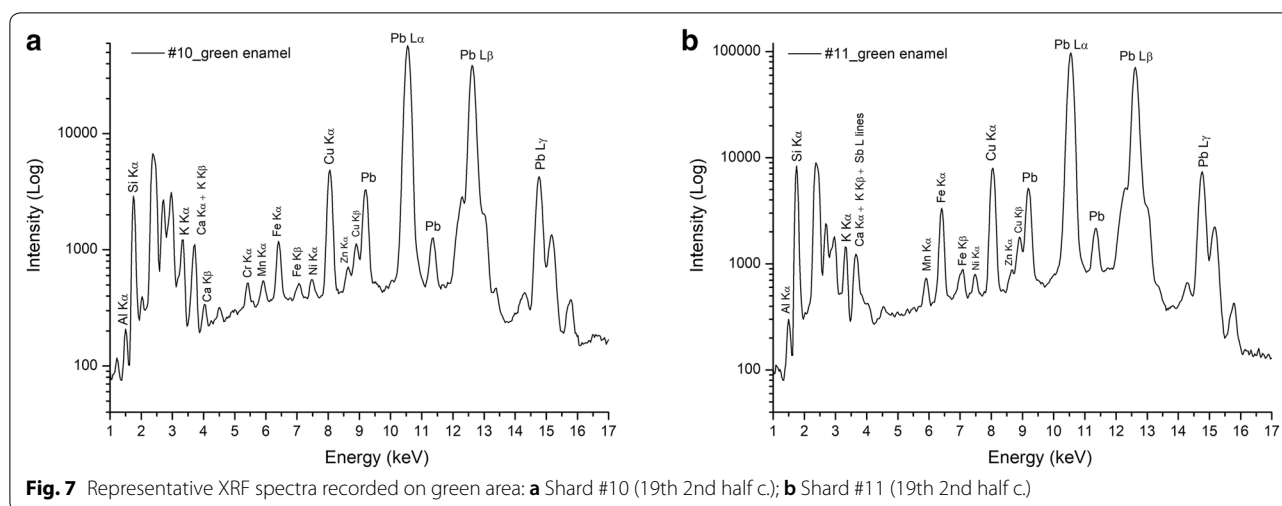 a
#10_green enamel
Intensity (Log)
10000
1000
100
Al Kα
Si Kα
K Kα
Ca Kα + K Kβ
Ca Kβ
Cr Kα
Mn Kα
Fe Kα
Fe Kβ
Ni Kα
Cu Kα
Zn Kα
Cu Kβ
Pb
Pb Lα
Pb
Pb Lβ
Pb Lγ
1 2 3 4 5 6 7 8 9 10 11 12 13 14 15 16 17
Energy (keV)
b
#11_green enamel
Intensity (Log)
100000
10000
1000
100
Al Kα
Si Kα
K Kα
Ca Kα + K Kβ + Sb L lines
Mn Kα
Fe Kα
Fe Kβ
Ni Kα
Cu Kα
Zn Kα
Cu Kβ
Pb
Pb Lα
Pb
Pb Lβ
Pb Lγ
1 2 3 4 5 6 7 8 9 10 11 12 13 14 15 16 17
Energy (keV)
Fig. 7 Representative XRF spectra recorded on green area: a Shard #10 (19th 2nd half c.); b Shard #11 (19th 2nd half c.)